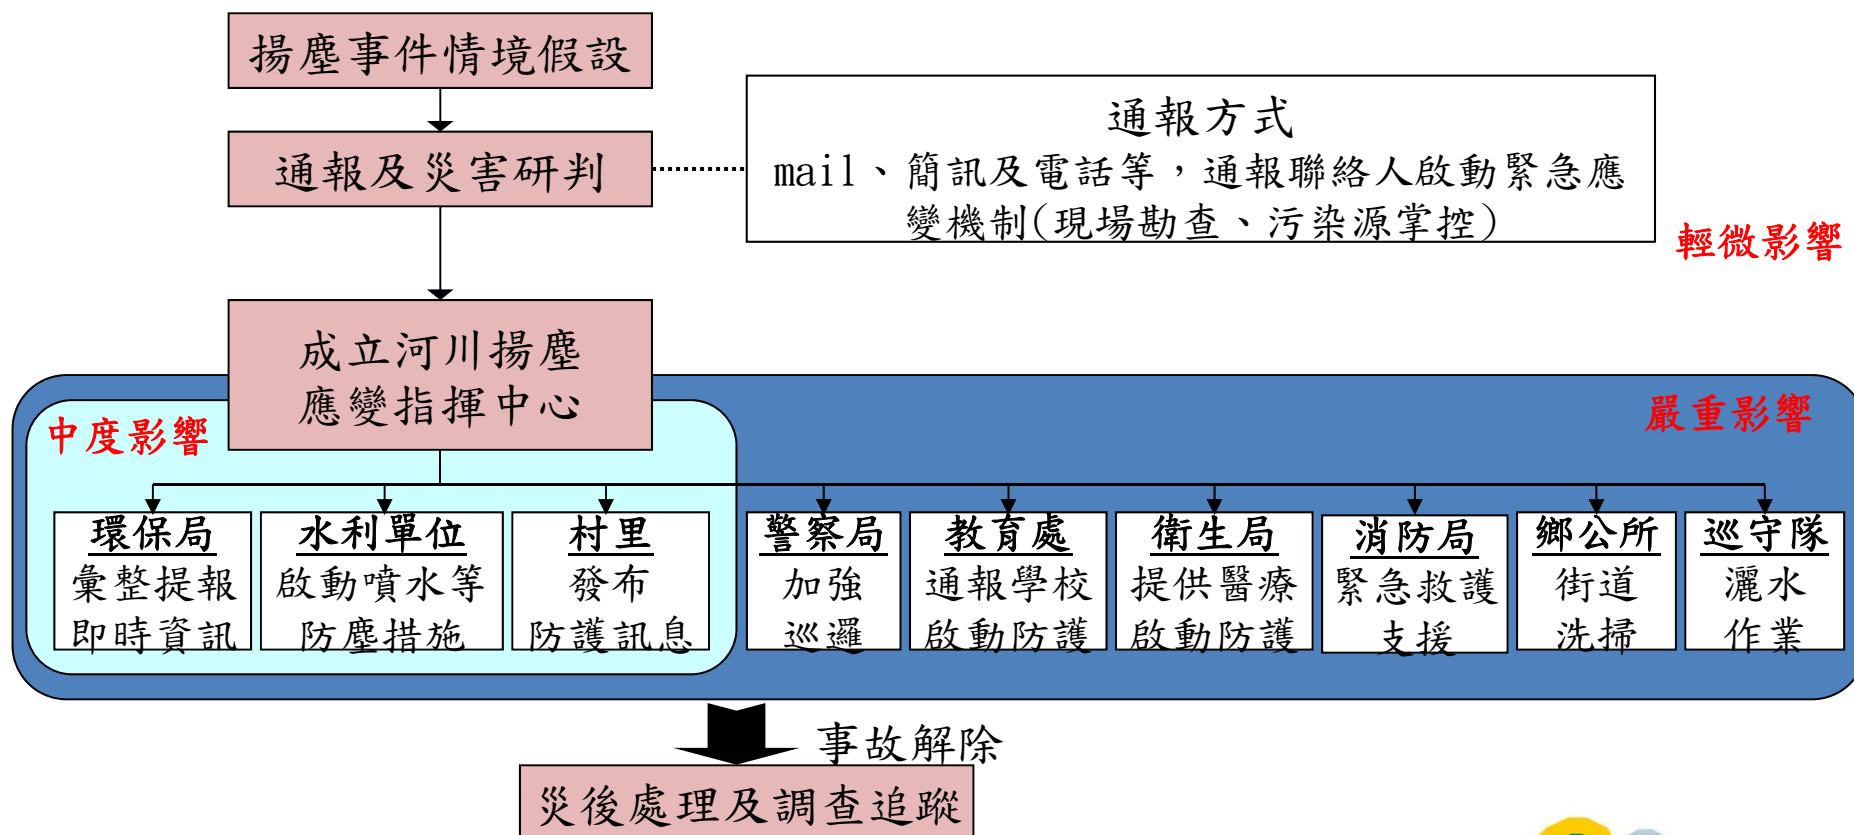 揚塵事件情境假設
通報及災害研判
通報方式
mail、簡訊及電話等，通報聯絡人啟動緊急應
變機制(現場勘查、污染源掌控)
輕微影響
成立河川揚塵
應變指揮中心
中度影響
嚴重影響
環保局
彙整提報
即時資訊
水利單位
啟動噴水等
防塵措施
村里
發布
防護訊息
警察局
加強
巡邏
教育處
通報學校
啟動防護
衛生局
提供醫療
啟動防護
消防局
緊急救護
支援
鄉公所
街道
洗掃
巡守隊
灑水
作業
事故解除
災後處理及調查追蹤